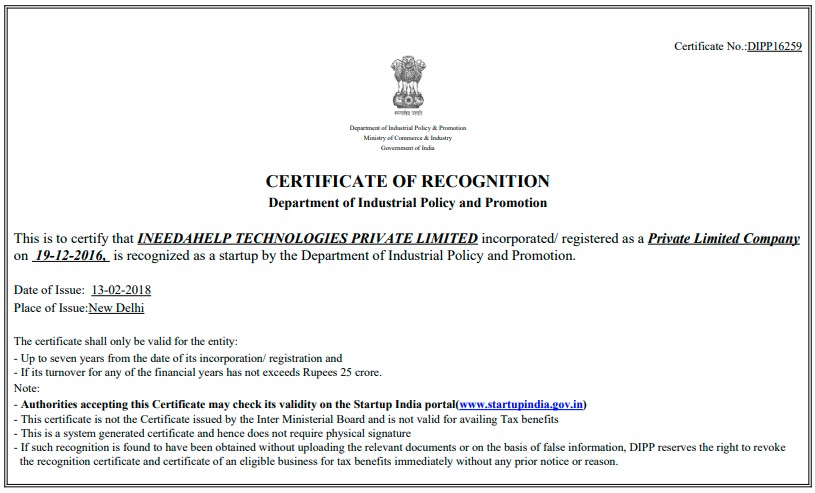 Certificate No.:DIPP16259
सत्यमेव जयते
Department of Industrial Policy & Promotion
Ministry of Commerce & Industry
Government of India
CERTIFICATE OF RECOGNITION
Department of Industrial Policy and Promotion
This is to certify that INEEDAHELP TECHNOLOGIES PRIVATE LIMITED incorporated/ registered as a Private Limited Company
on 19-12-2016, is recognized as a startup by the Department of Industrial Policy and Promotion.
Date of Issue: 13-02-2018
Place of Issue:New Delhi
The certificate shall only be valid for the entity:
- Up to seven years from the date of its incorporation/ registration and
- If its turnover for any of the financial years has not exceeds Rupees 25 crore.
Note:
- Authorities accepting this Certificate may check its validity on the Startup India portal(www.startupindia.gov.in)
- This certificate is not the Certificate issued by the Inter Ministerial Board and is not valid for availing Tax benefits
- This is a system generated certificate and hence does not require physical signature
- If such recognition is found to have been obtained without uploading the relevant documents or on the basis of false information, DIPP reserves the right to revoke
the recognition certificate and certificate of an eligible business for tax benefits immediately without any prior notice or reason.